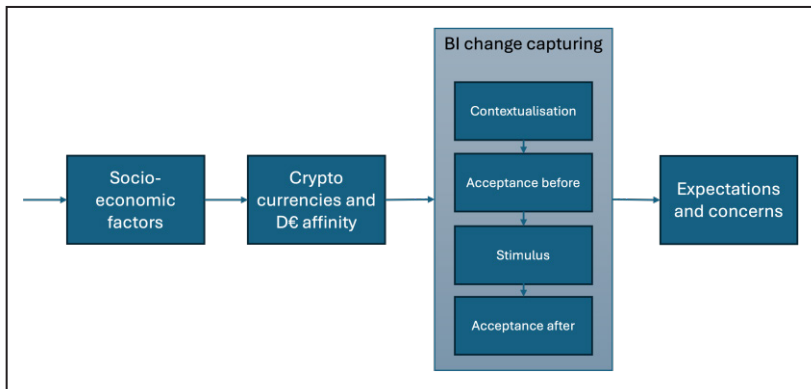 BI change capturing
Contextualisation
Socio-
economic
factors
Crypto
currencies and
D€ affinity
Acceptance before
Stimulus
Acceptance after
Expectations
and concerns